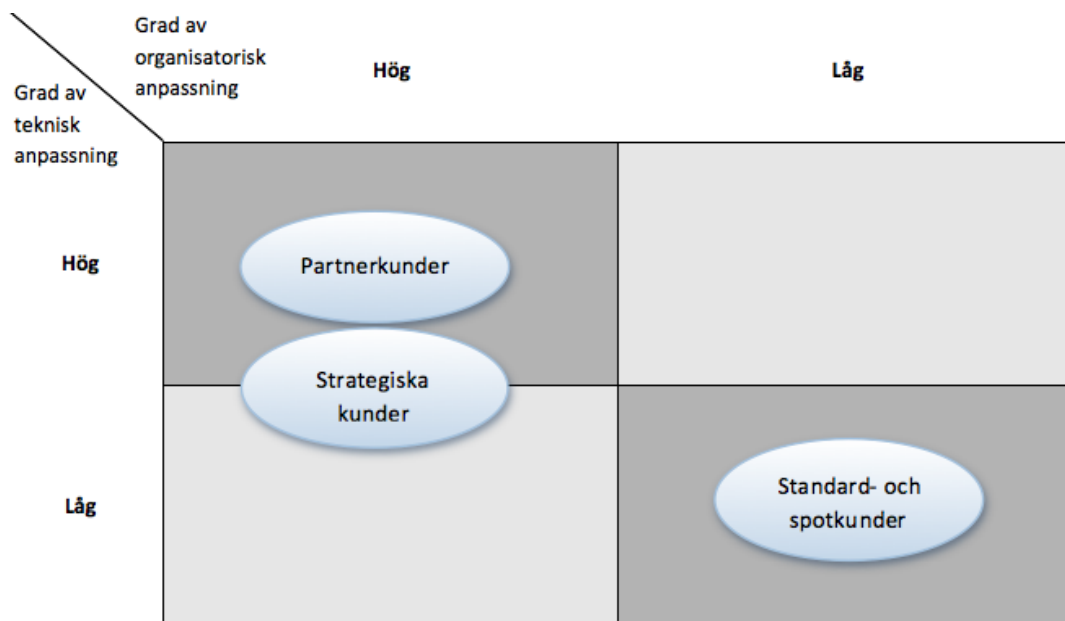 Grad av
organisatorisk
anpassning
Hög
Låg
Grad av
teknisk
anpassning
Hög
Partnerkunder
Strategiska
kunder
Låg
Standard- och
spotkunder